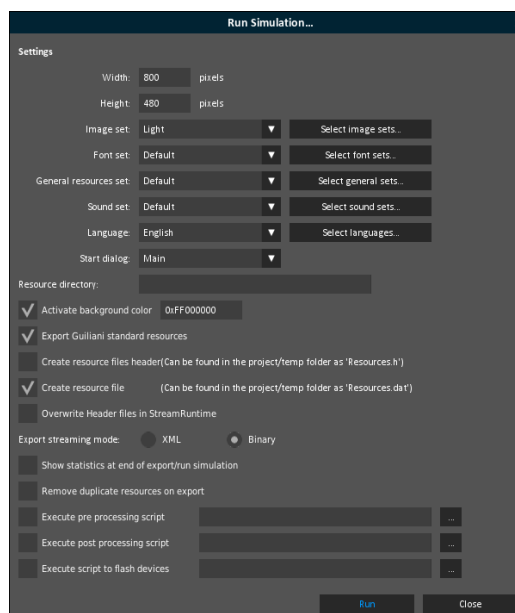 Run Simulation...
Settings
Width: 800 pixels
Height: 480 pixels
Image set: Light Select image sets...
Font set: Default Select font sets...
General resources set: Default Select general sets...
Sound set: Default Select sound sets...
Language: English Select languages...
Start dialog: Main
Resource directory:
Activate background color 0xFF000000
Export Guiliani standard resources
Create resource files header(Can be found in the project/temp folder as 'Resources.h')
Create resource file (Can be found in the project/temp folder as 'Resources.dat')
Overwrite Header files in StreamRuntime
Export streaming mode: XML Binary
Show statistics at end of export/run simulation
Remove duplicate resources on export
Execute pre processing script ...
Execute post processing script ...
Execute script to flash devices ...
Run Close